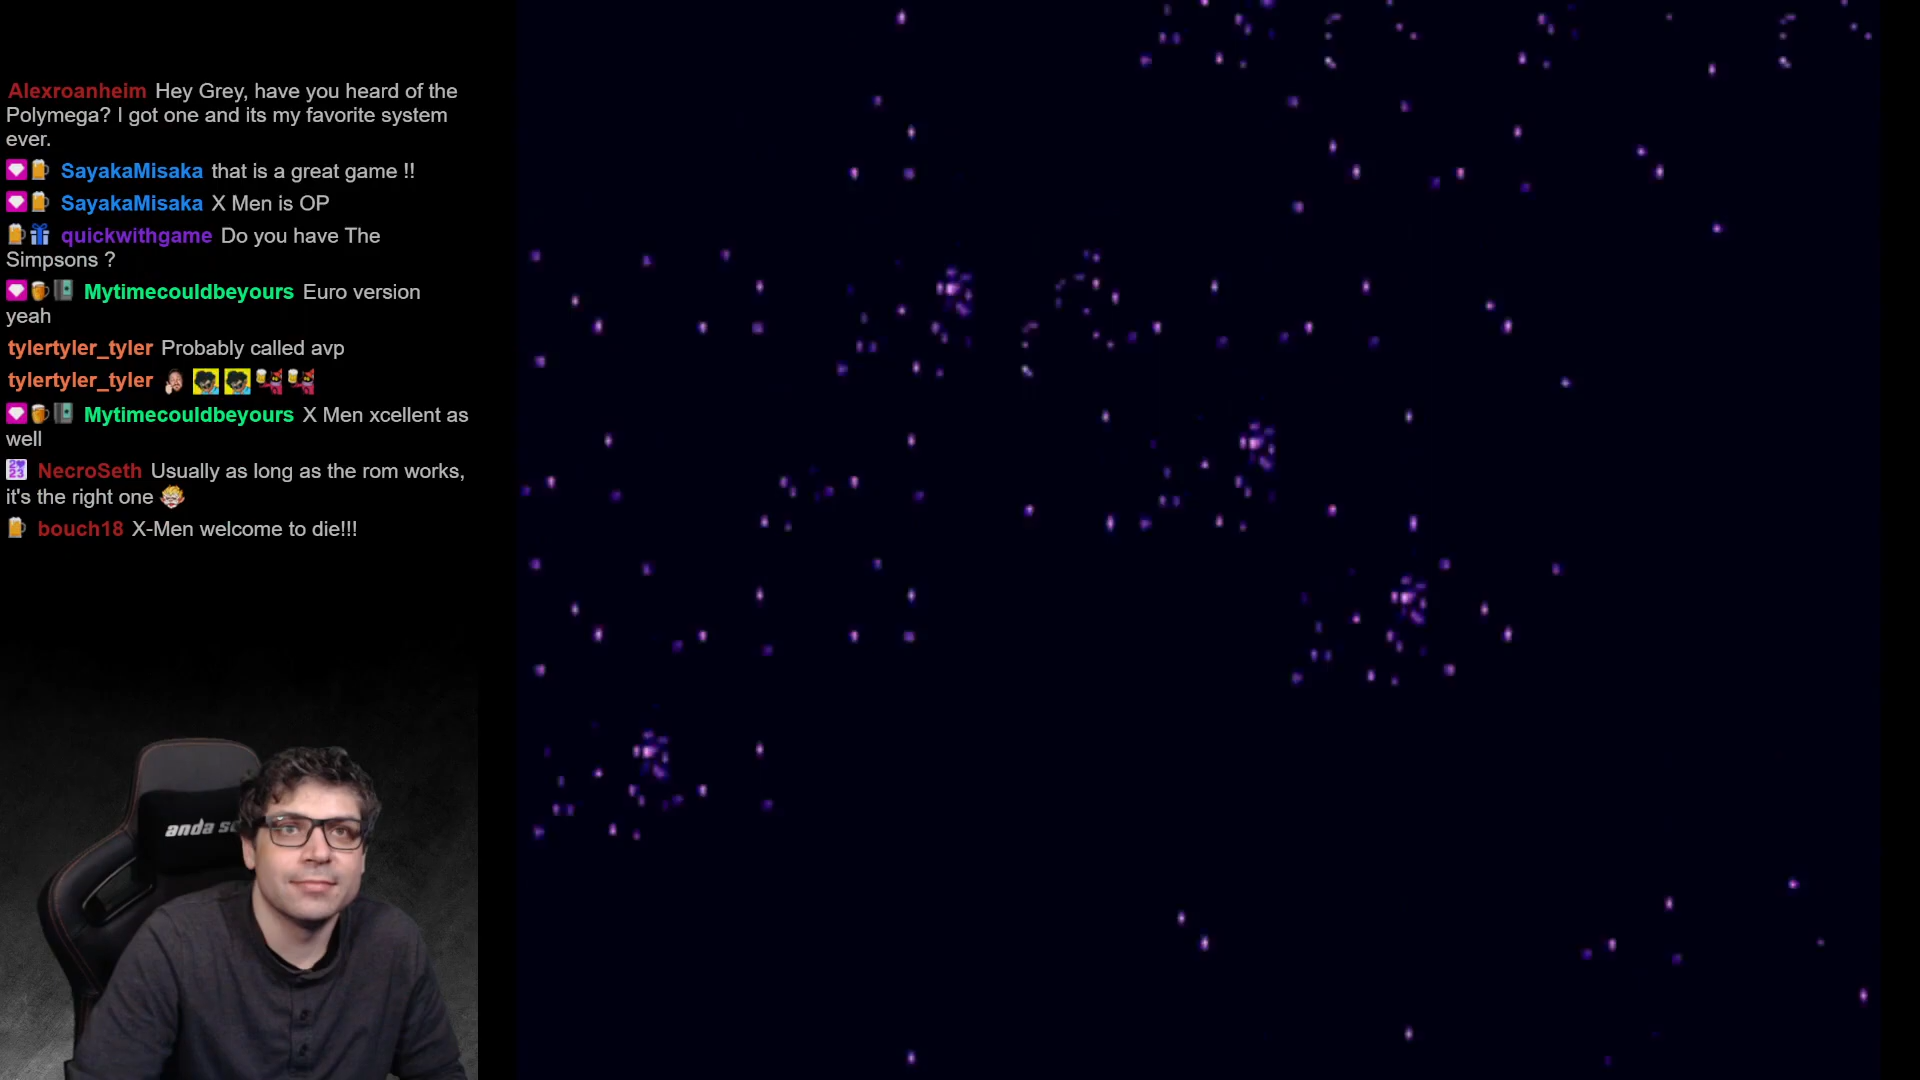 Alexroanheim Hey Grey, have you heard of the
Polymega? I got one and its my favorite system
ever.
SayakaMisaka that is a great game !!
SayakaMisaka X Men is OP
quickwithgame Do you have The
Simpsons ?
Mytimecouldbeyours Euro version
yeah
tylertyler_tyler Probably called avp
tylertyler_tyler
Mytimecouldbeyours X Men xcellent as
well
NecroSeth Usually as long as the rom works,
it's the right one
bouch18 X-Men welcome to die!!!
anda se